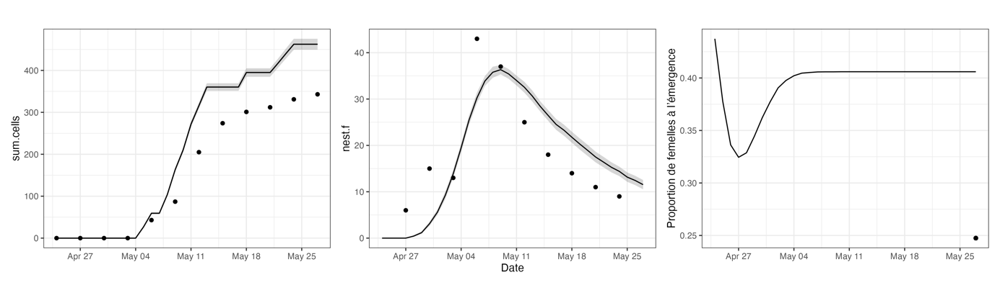 sum.cells
400
300
200
100
0
Apr 27 May 04 May 11 May 18 May 25
nest.f
40
30
20
10
0
Apr 27 May 04 May 11 May 18 May 25
Date
Proportion de femelles à l'émergence
0.40
0.35
0.30
0.25
Apr 27 May 04 May 11 May 18 May 25